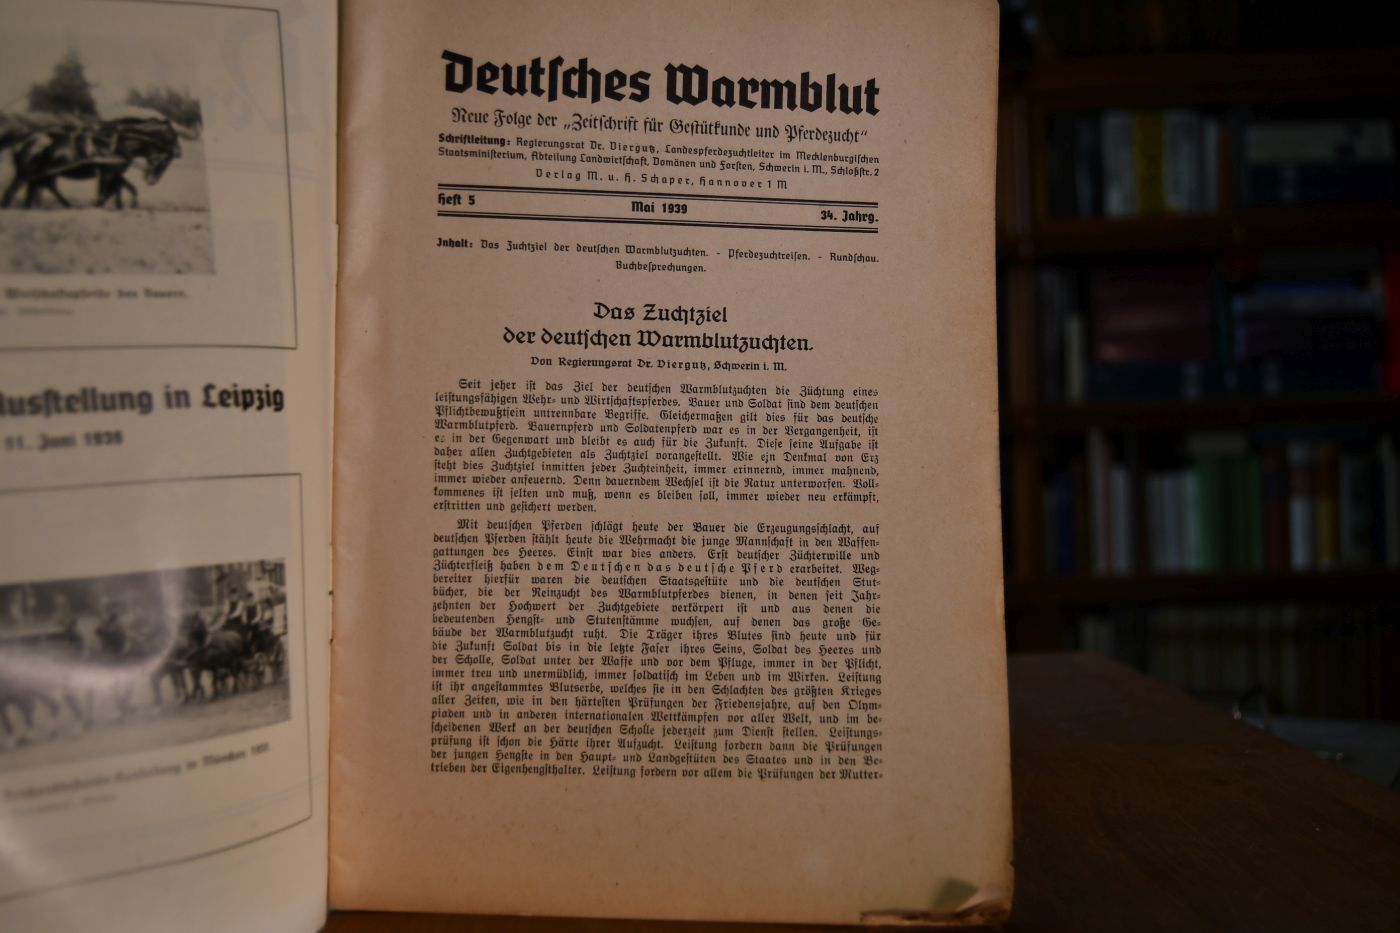 Wirtschaftspferde des Bauern.
Ausstellung in Leipzig
11. Juni 1939
in München 1937
Deutsches Warmblut
Neue Folge der „Zeitschrift für Gestütkunde und Pferdezucht“
Schriftleitung: Regierungsrat Dr. Viergutz, Landespferdezuchtleiter im Mecklenburgischen
Staatsministerium, Abteilung Landwirtschaft, Domänen und Forsten, Schwerin i. M., Schloßstr. 2
Verlag M. u. H. Schaper, Hannover 1 M
Heft 5 Mai 1939 34. Jahrg.
Inhalt: Das Zuchtziel der deutschen Warmblutzuchten. - Pferdezuchtreisen. - Rundschau.
Buchbesprechungen.
Das Zuchtziel
der deutschen Warmblutzuchten.
Von Regierungsrat Dr. Viergutz, Schwerin i. M.
Seit jeher ist das Ziel der deutschen Warmblutzuchten die Züchtung eines
leistungsfähigen Wehr- und Wirtschaftspferdes. Bauer und Soldat sind dem deutschen
Pflichtbewußtsein untrennbare Begriffe. Gleichermaßen gilt dies für das deutsche
Warmblutpferd. Bauernpferd und Soldatenpferd war es in der Vergangenheit, ist
es in der Gegenwart und bleibt es auch für die Zukunft. Diese seine Aufgabe ist
daher allen Zuchtgebieten als Zuchtziel vorangestellt. Wie ein Denkmal von Erz
steht dies Zuchtziel inmitten jeder Zuchteinheit, immer erinnernd, immer mahnend,
immer wieder anfeuernd. Denn dauerndem Wechsel ist die Natur unterworfen. Voll-
kommenes ist selten und muß, wenn es bleiben soll, immer wieder neu erkämpft,
erstritten und gesichert werden.
Mit deutschen Pferden schlägt heute der Bauer die Erzeugungsschlacht, auf
deutschen Pferden stählt heute die Wehrmacht die junge Mannschaft in den Waffen-
gattungen des Heeres. Einst war dies anders. Erst deutscher Züchterwille und
Züchterfleiß haben dem Deutschen das deutsche Pferd erarbeitet. Weg-
bereiter hierfür waren die deutschen Staatsgestüte und die deutschen Stut-
bücher, die der Reinzucht des Warmblutpferdes dienen, in denen seit Jahr-
zehnten der Hochwert der Zuchtgebiete verkörpert ist und aus denen die
bedeutenden Hengst- und Stutenstämme wuchsen, auf denen das große Ge-
bäude der Warmblutzucht ruht. Die Träger ihres Blutes sind heute und für
die Zukunft Soldat bis in die letzte Faser ihres Seins, Soldat des Heeres und
der Scholle, Soldat unter der Waffe und vor dem Pfluge, immer in der Pflicht,
immer treu und unermüdlich, immer soldatisch im Leben und im Wirken. Leistung
ist ihr angestammtes Blutserbe, welches sie in den Schlachten des größten Krieges
aller Zeiten, wie in den härtesten Prüfungen der Friedensjahre, auf den Olym-
piaden und in anderen internationalen Wettkämpfen vor aller Welt, und im be-
scheidenen Werk an der deutschen Scholle jederzeit zum Dienst stellen. Leistungs-
prüfung ist schon die Härte ihrer Aufzucht. Leistung fordern dann die Prüfungen
der jungen Hengste in den Haupt- und Landgestüten des Staates und in den Be-
trieben der Eigenhengsthalter. Leistung fordern vor allem die Prüfungen der Mutter-